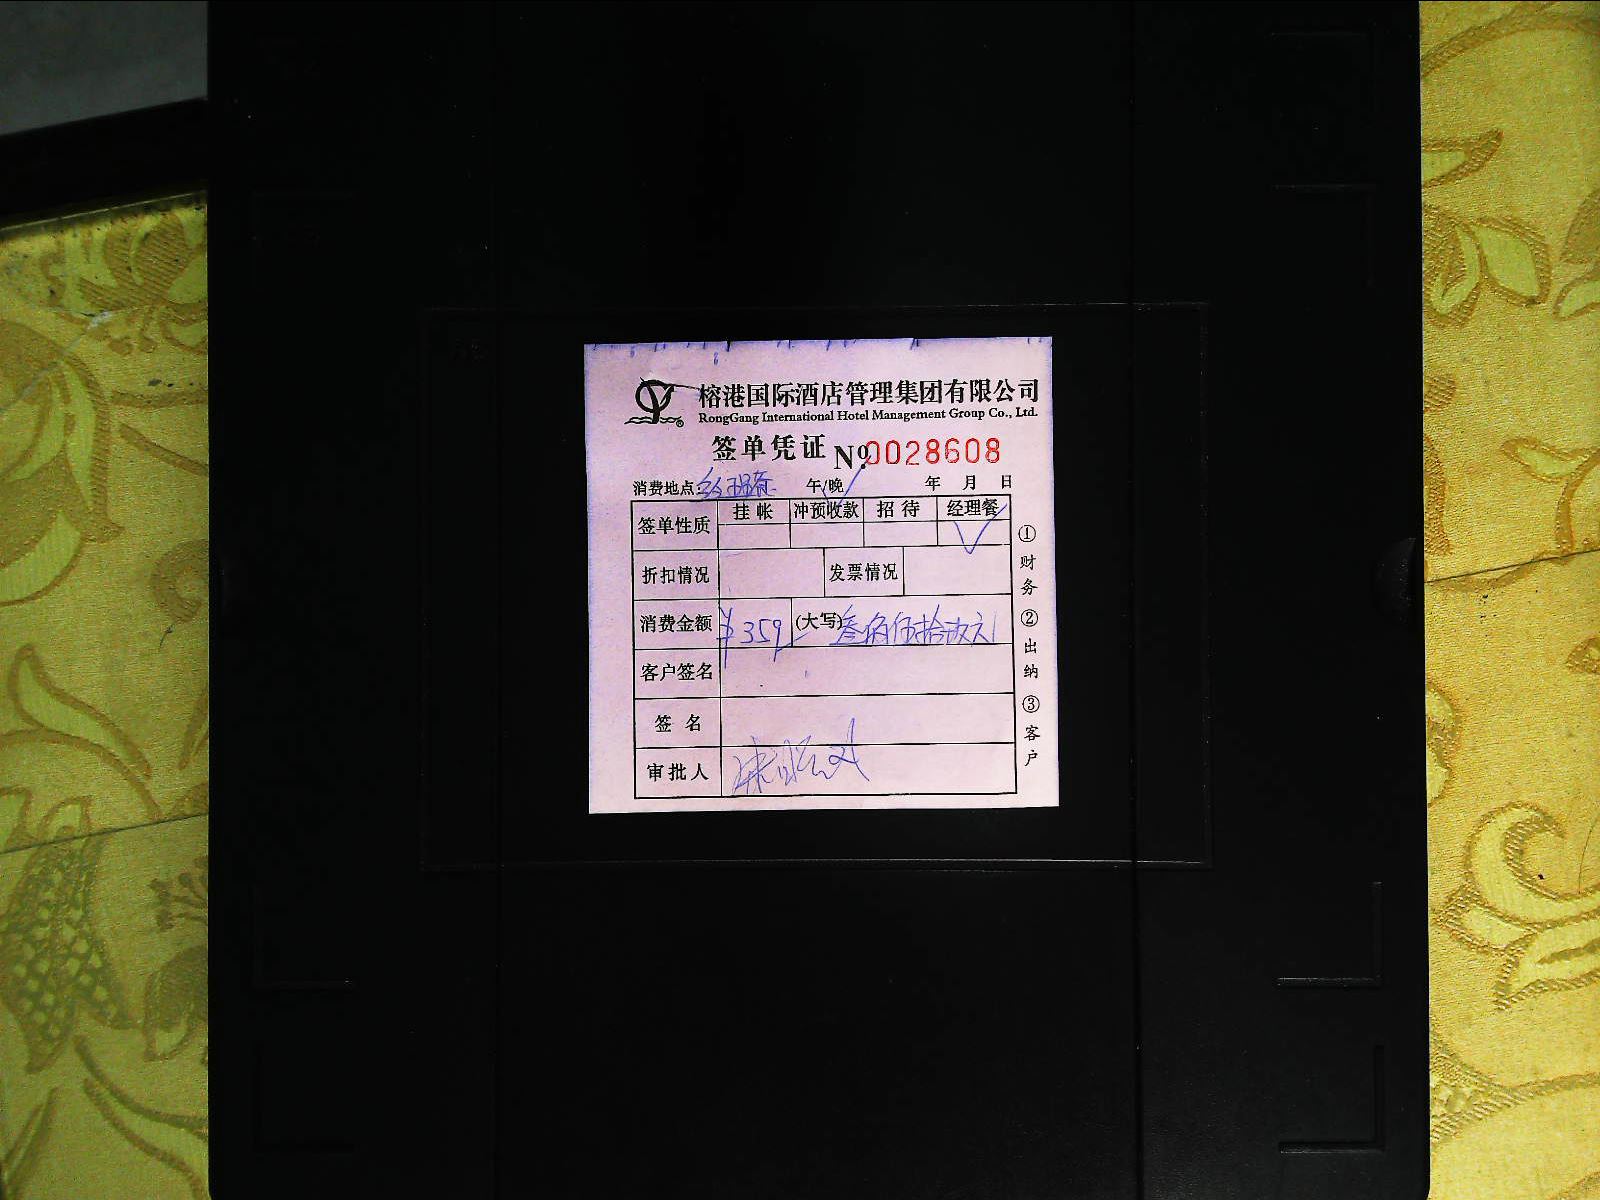 榕港国际酒店管理集团有限公司
RongGang International Hotel Management Group Co., Ltd.
签单凭证 №0028608
消费地点: 午/晚 年 月 日
签单性质 挂帐 冲预收款 招待 经理餐
折扣情况 发票情况
消费金额 ¥359 (大写)叁佰伍拾玖元
客户签名
签名
审批人
①财务 ②出纳 ③客户